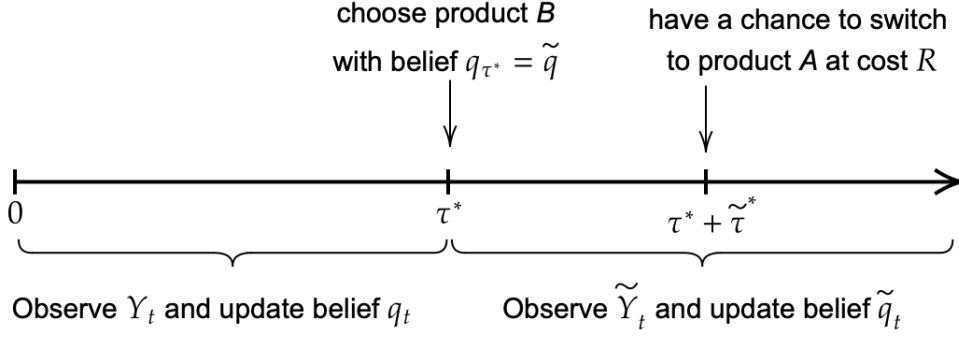 choose product B
with belief q_{τ*} = q̃
have a chance to switch
to product A at cost R
0
τ*
τ* + τ̃*
Observe Y_t and update belief q_t
Observe Ỹ_t and update belief q̃_t